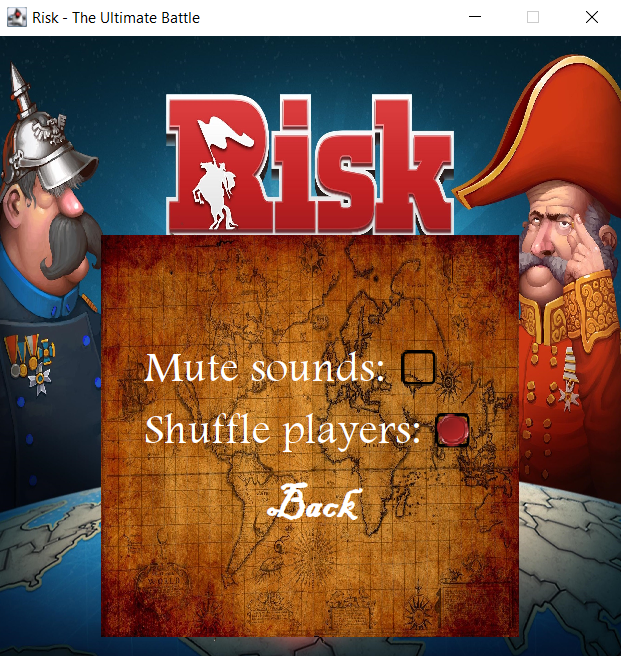 Risk - The Ultimate Battle
Risk
Mute sounds:
Shuffle players:
Back